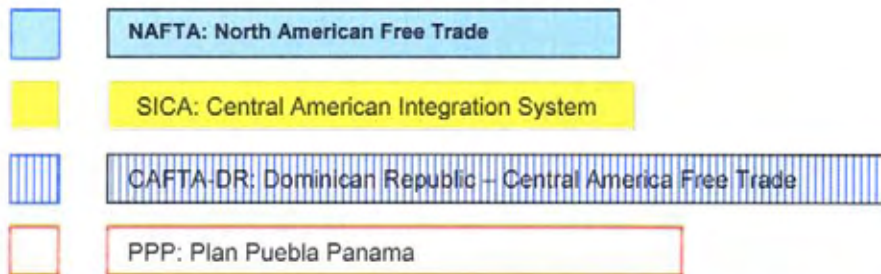 NAFTA: North American Free Trade
SICA: Central American Integration System
CAFTA-DR: Dominican Republic – Central America Free Trade
PPP: Plan Puebla Panama